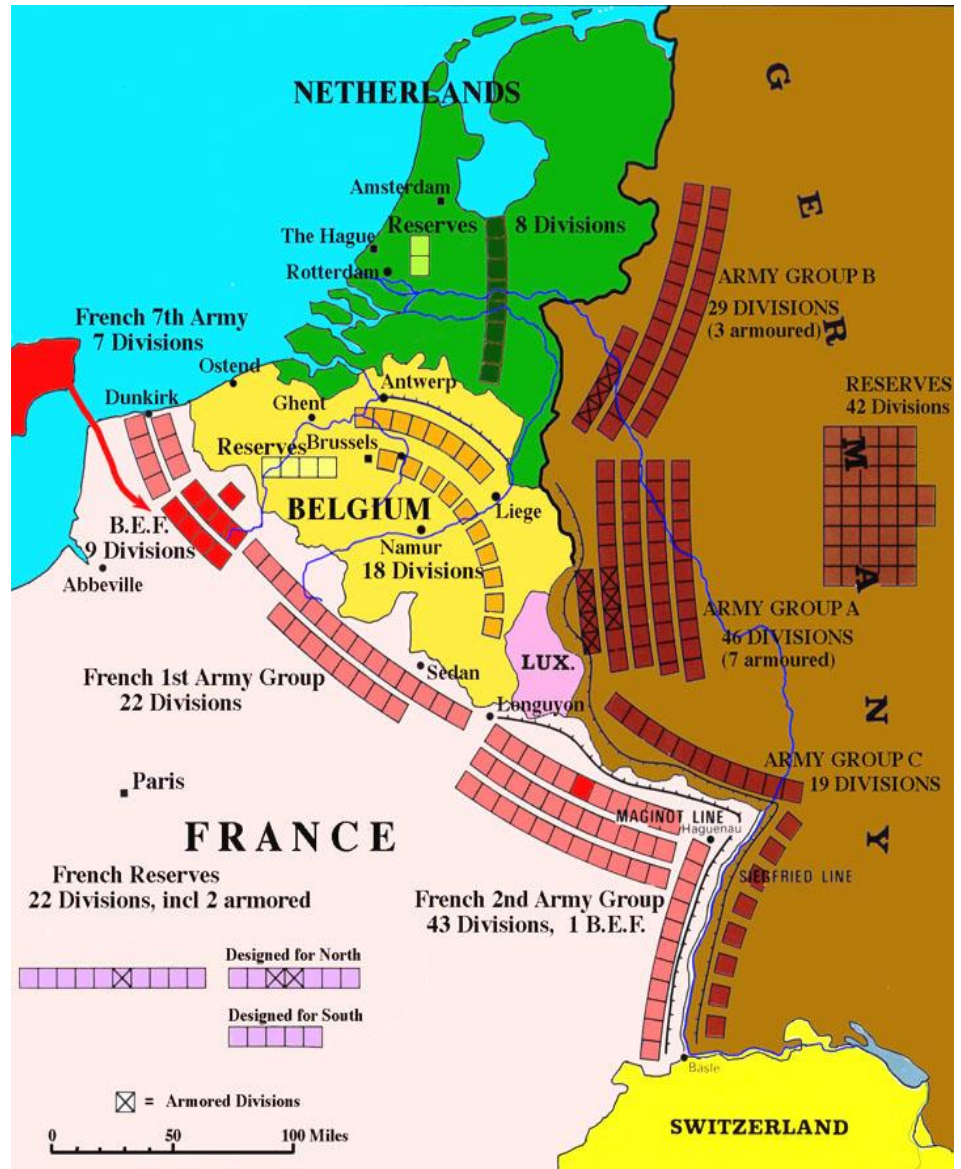 NETHERLANDS
Amsterdam
Reserves
8 Divisions
The Hague
Rotterdam
GERMANY
ARMY GROUP B
29 DIVISIONS
(3 armoured)
French 7th Army
7 Divisions
Ostend
Dunkirk
Ghent
Antwerp
Reserves
Brussels
BELGIUM
Liege
Namur
18 Divisions
RESERVES
42 Divisions
B.E.F.
9 Divisions
Abbeville
ARMY GROUP A
46 DIVISIONS
(7 armoured)
LUX.
Sedan
French 1st Army Group
22 Divisions
Longuyon
ARMY GROUP C
19 DIVISIONS
Paris
MAGINOT LINE
Haguenau
FRANCE
SIEGFRIED LINE
French Reserves
22 Divisions, incl 2 armored
French 2nd Army Group
43 Divisions, 1 B.E.F.
Designed for North
Designed for South
Basle
= Armored Divisions
0 50 100 Miles
SWITZERLAND